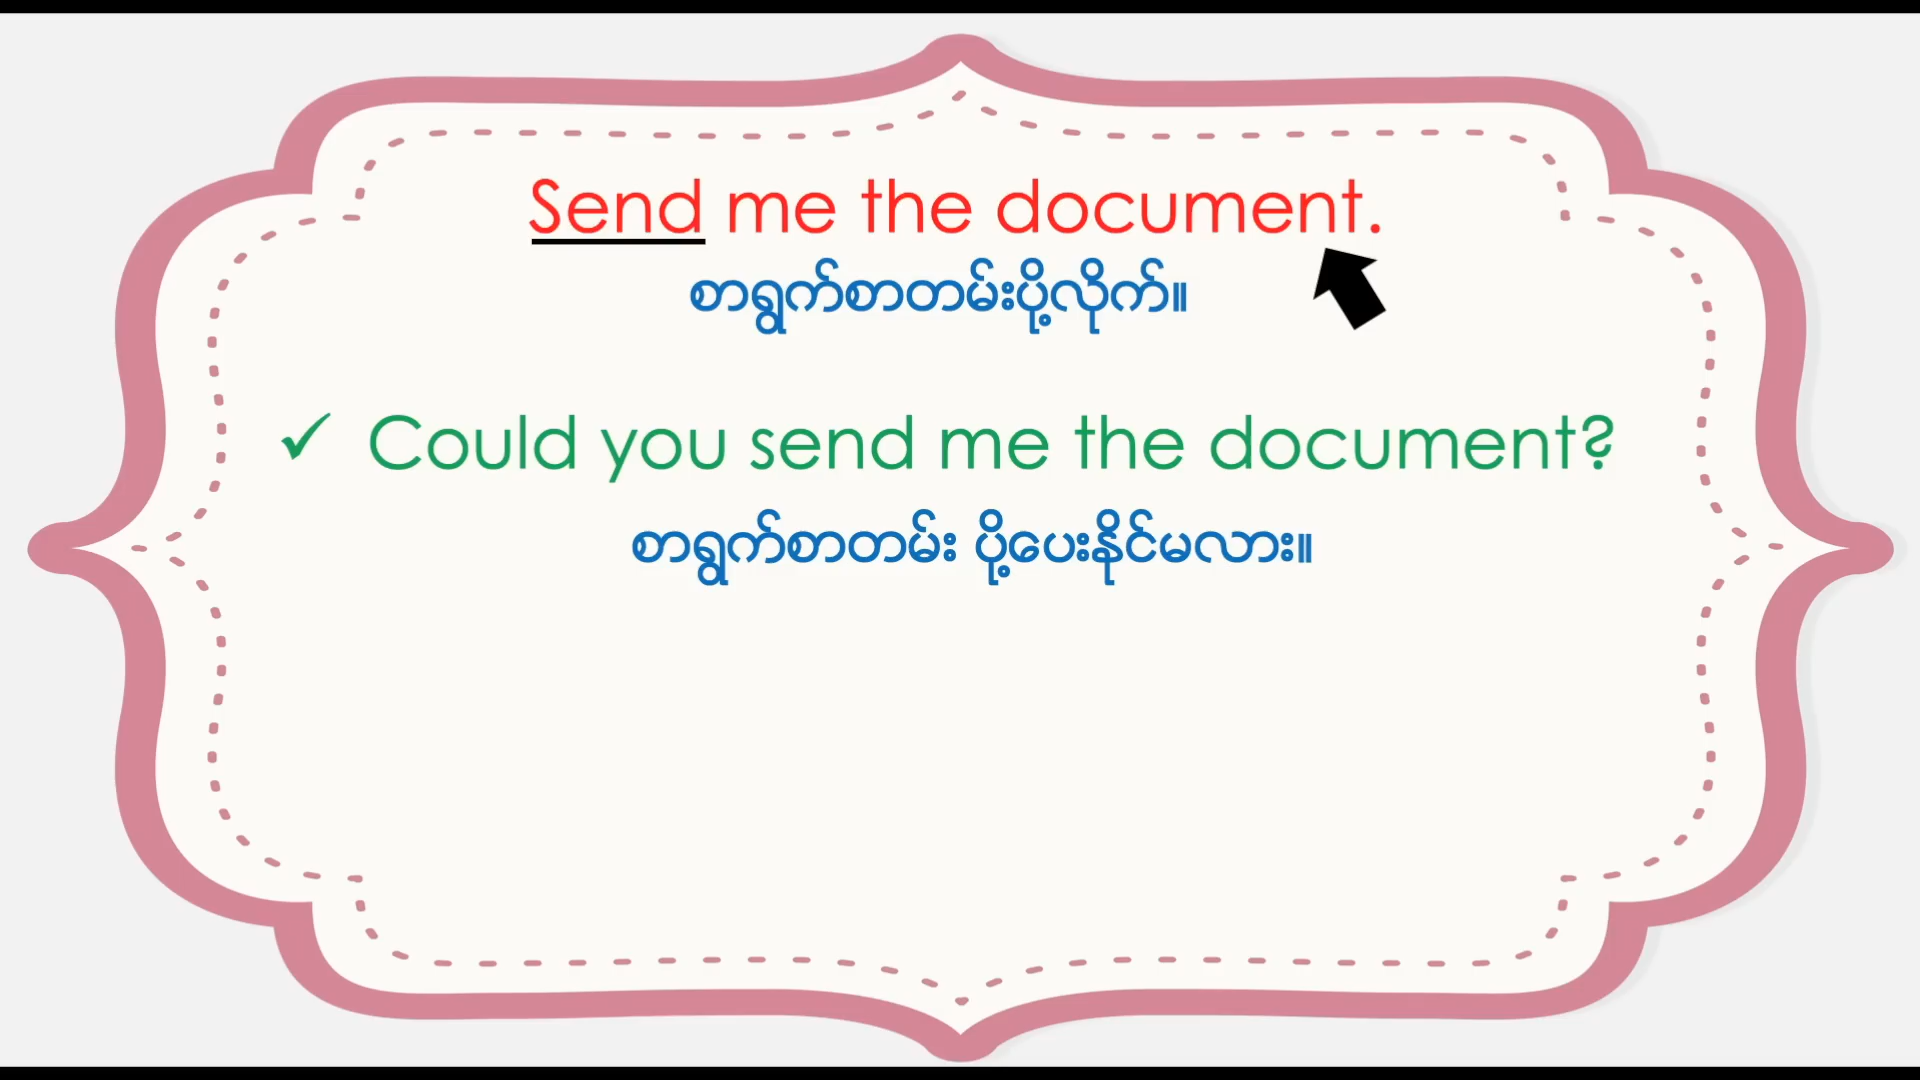 Send me the document.
စာရွက်စာတမ်းပို့လိုက်။
✓ Could you send me the document?
စာရွက်စာတမ်း ပို့ပေးနိုင်မလား။